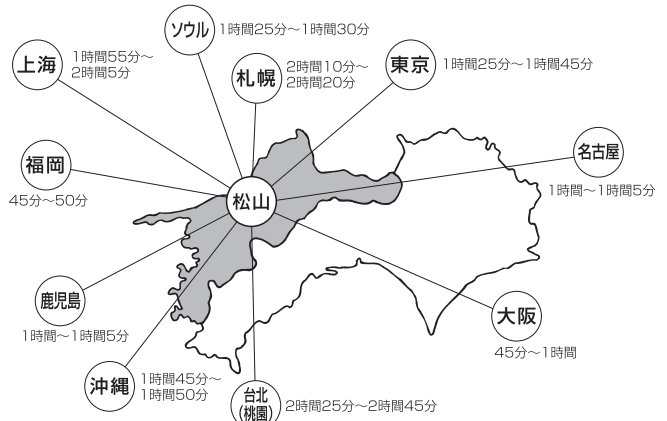 ソウル
1時間25分~1時間30分
上海
1時間55分~
2時間5分
札幌
2時間10分~
2時間20分
東京
1時間25分~1時間45分
福岡
45分~50分
松山
名古屋
1時間~1時間5分
鹿児島
1時間~1時間5分
大阪
45分~1時間
沖縄
1時間45分~
1時間50分
台北
(桃園)
2時間25分~2時間45分